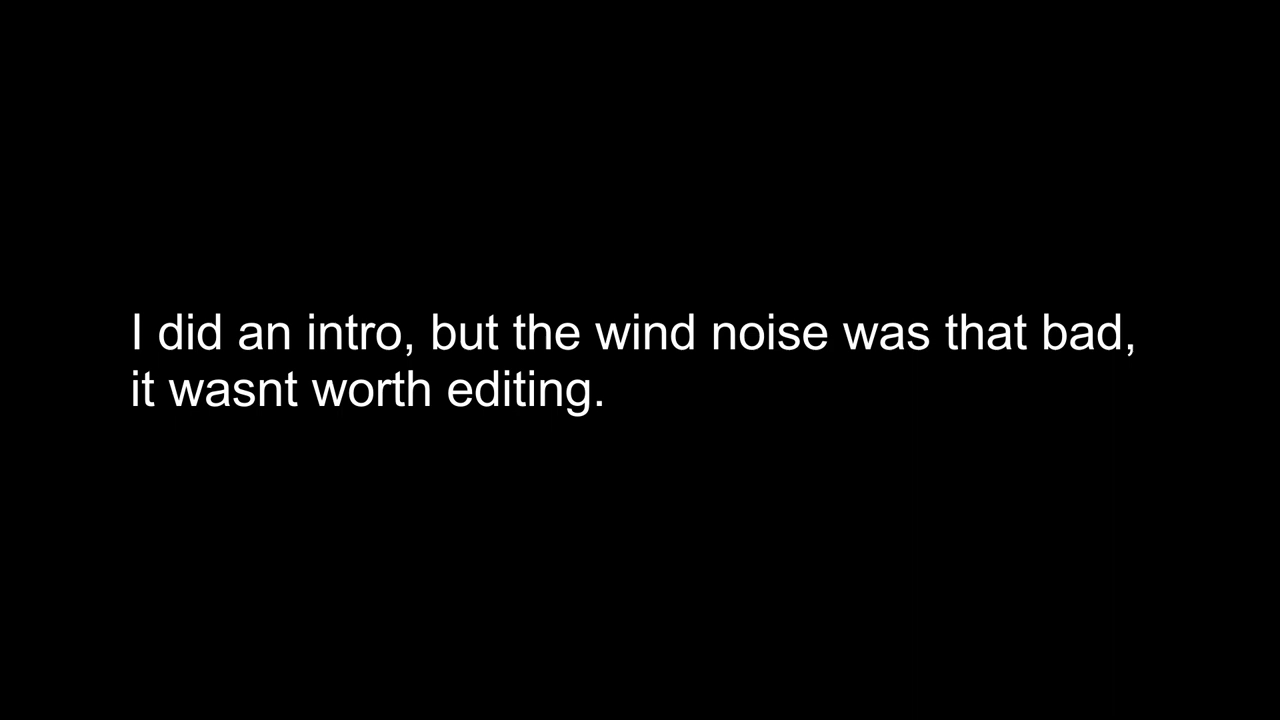 I did an intro, but the wind noise was that bad,
it wasnt worth editing.